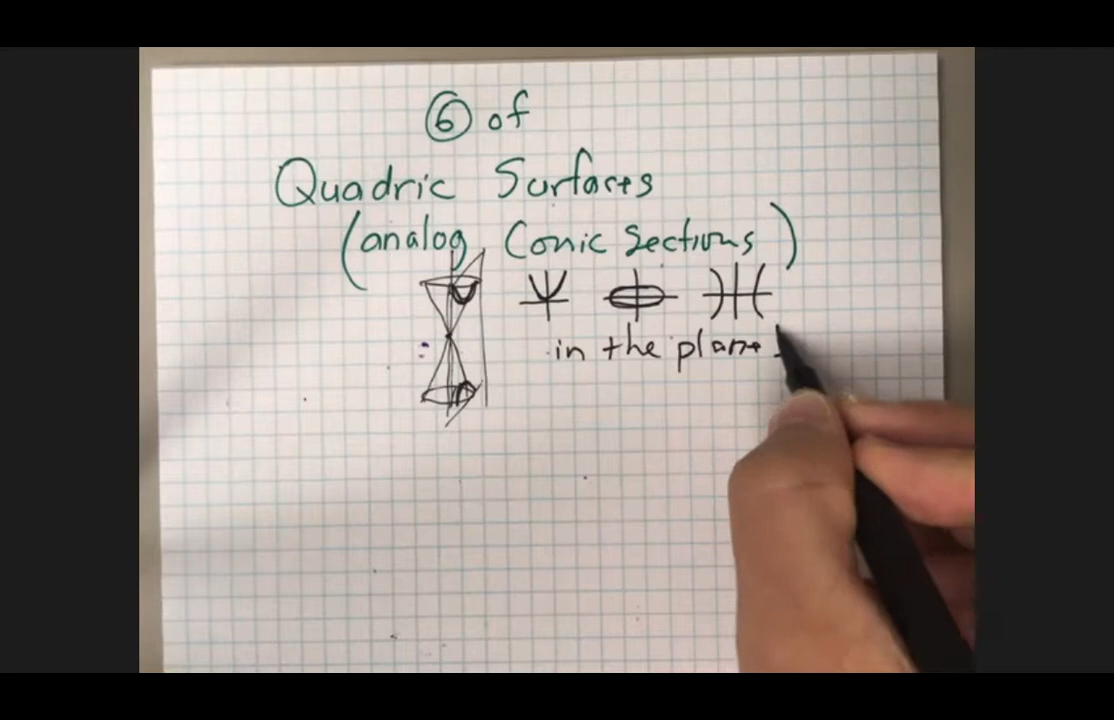 6 of
Quadric Surfaces
(analog Conic Sections)
in the plane